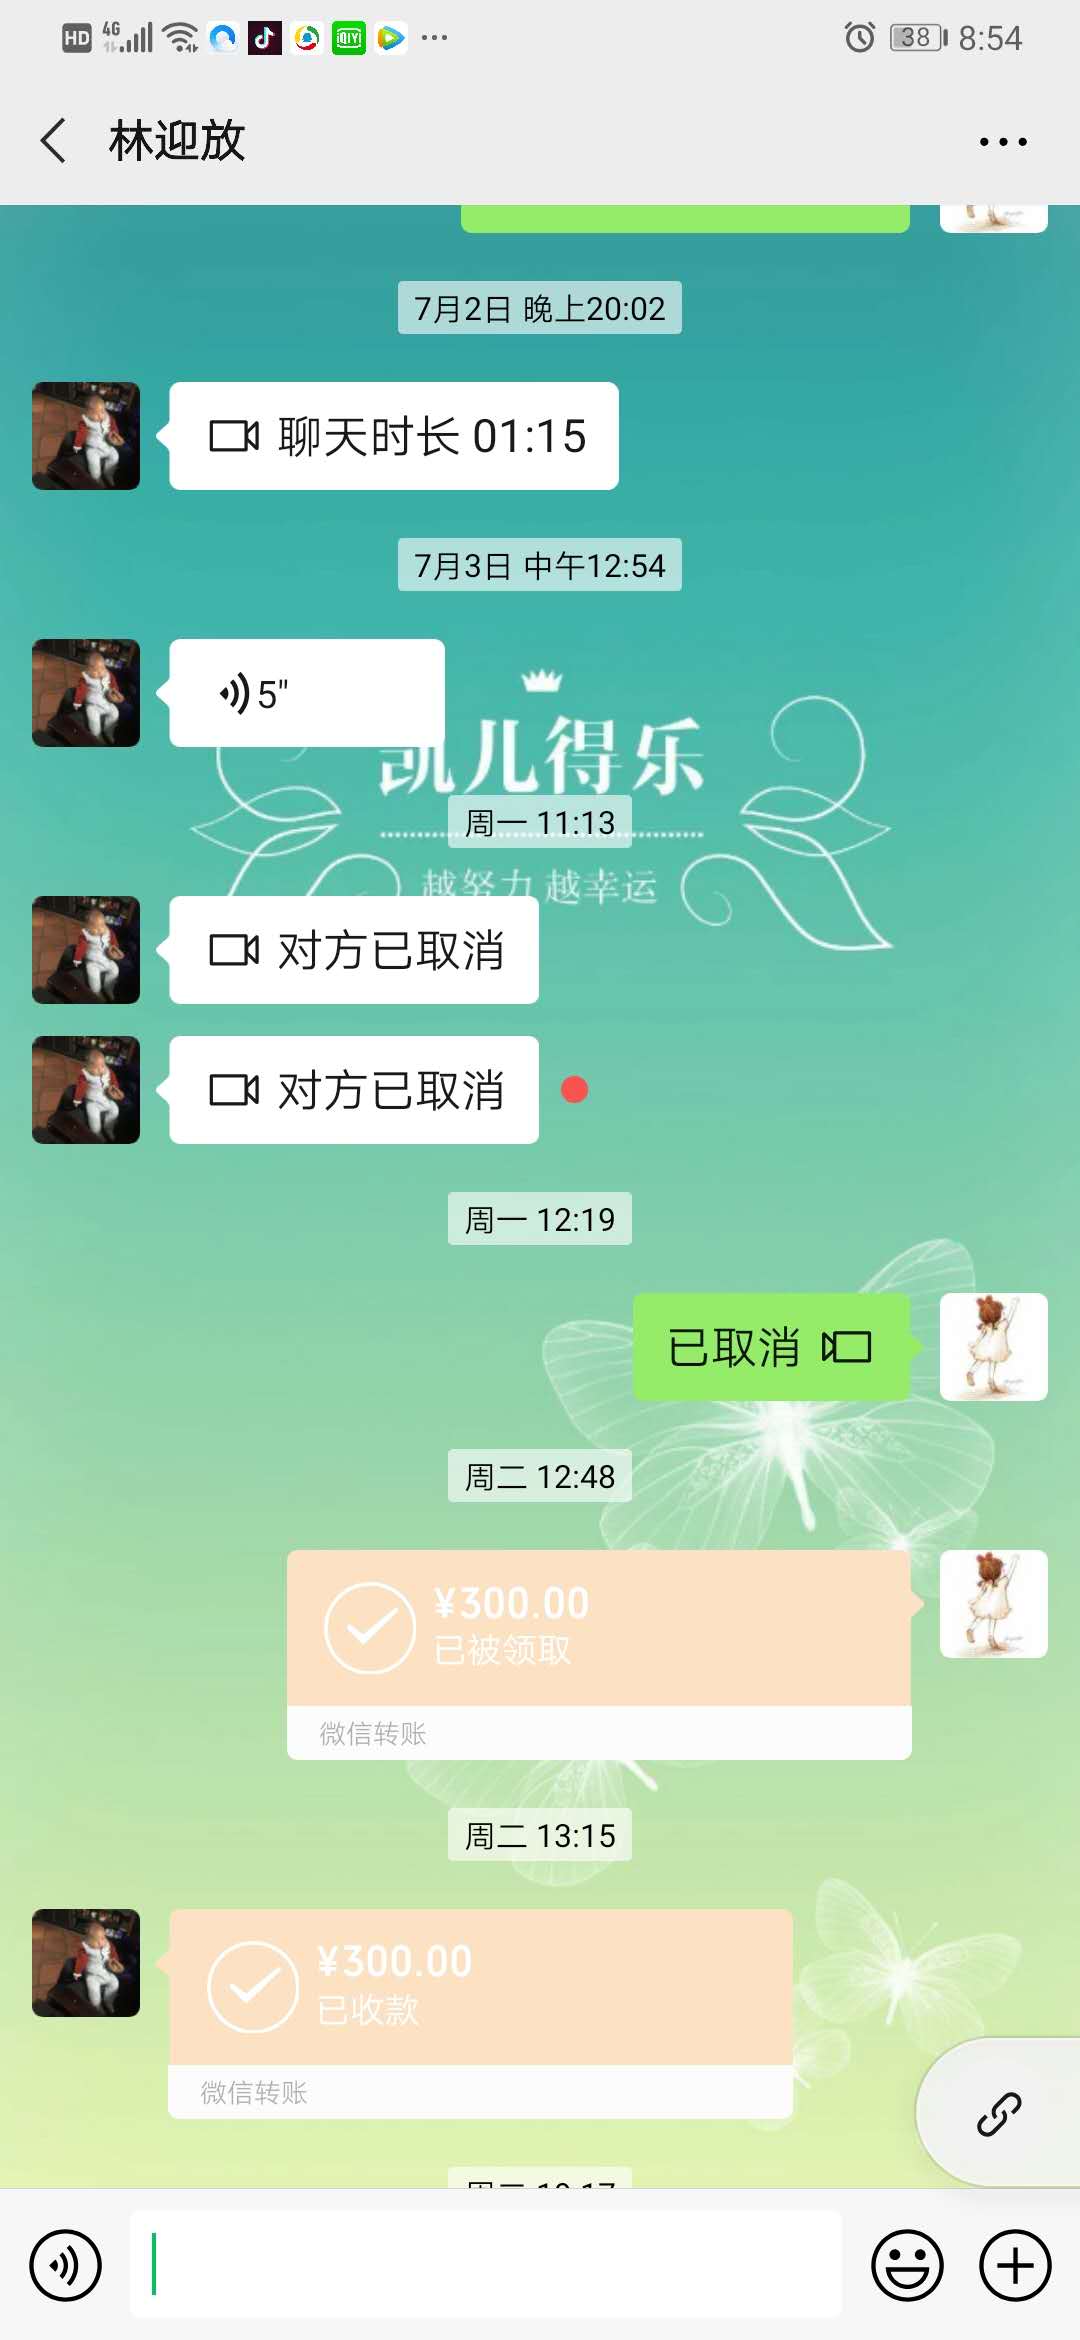 HD 4G 38 8:54
林迎放
7月2日 晚上20:02
聊天时长 01:15
7月3日 中午12:54
5"
凯儿得乐
周一 11:13
越努力 越幸运
对方已取消
对方已取消
周一 12:19
已取消
周二 12:48
¥300.00
已被领取
微信转账
周二 13:15
¥300.00
已收款
微信转账